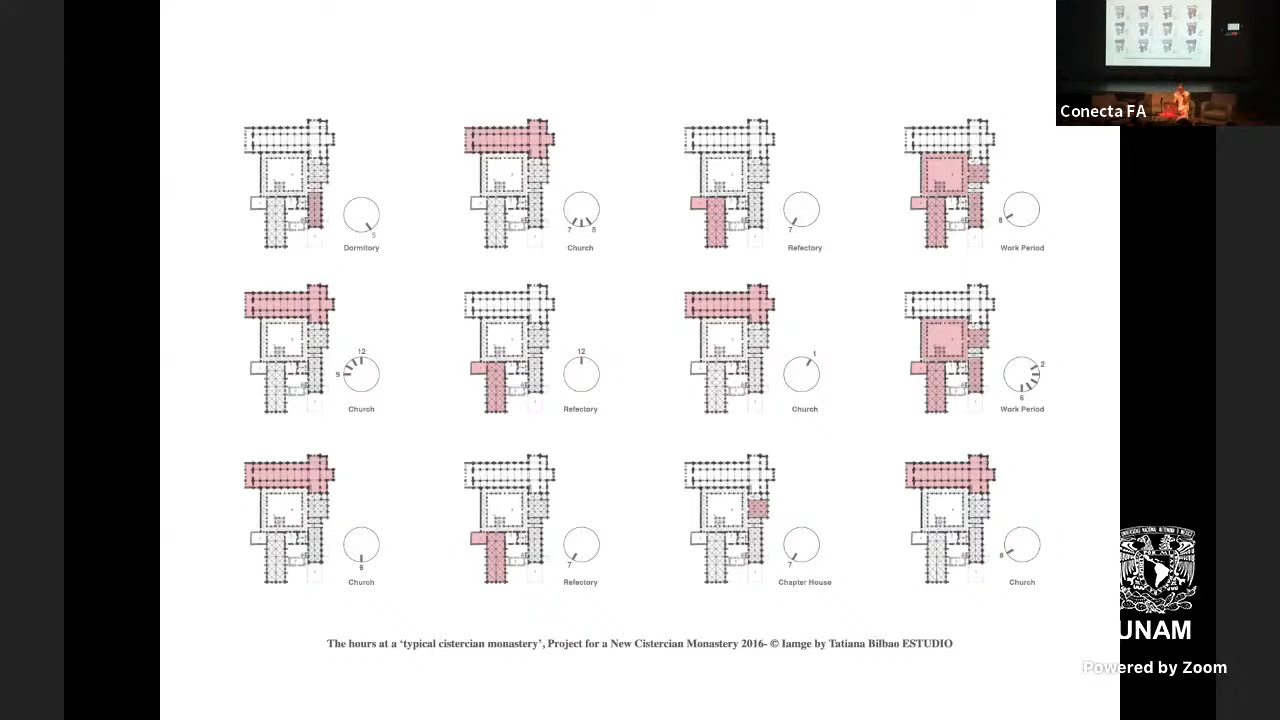 Conecta FA
5
Dormitory
7 5
Church
7
Refectory
8
Work Period
12
9
Church
12
Refectory
1
Church
2
6
Work Period
6
Church
7
Refectory
7
Chapter House
8
Church
The hours at a ‘typical cistercian monastery’, Project for a New Cistercian Monastery 2016- © Iamge by Tatiana Bilbao ESTUDIO
UNAM
Powered by Zoom